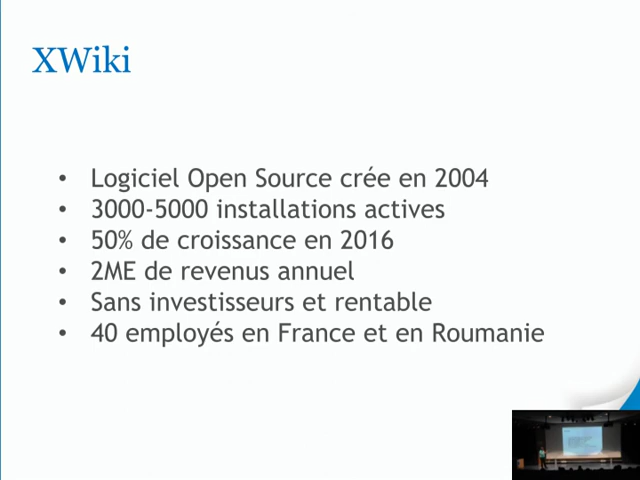 XWiki
• Logiciel Open Source crée en 2004
• 3000-5000 installations actives
• 50% de croissance en 2016
• 2ME de revenus annuel
• Sans investisseurs et rentable
• 40 employés en France et en Roumanie